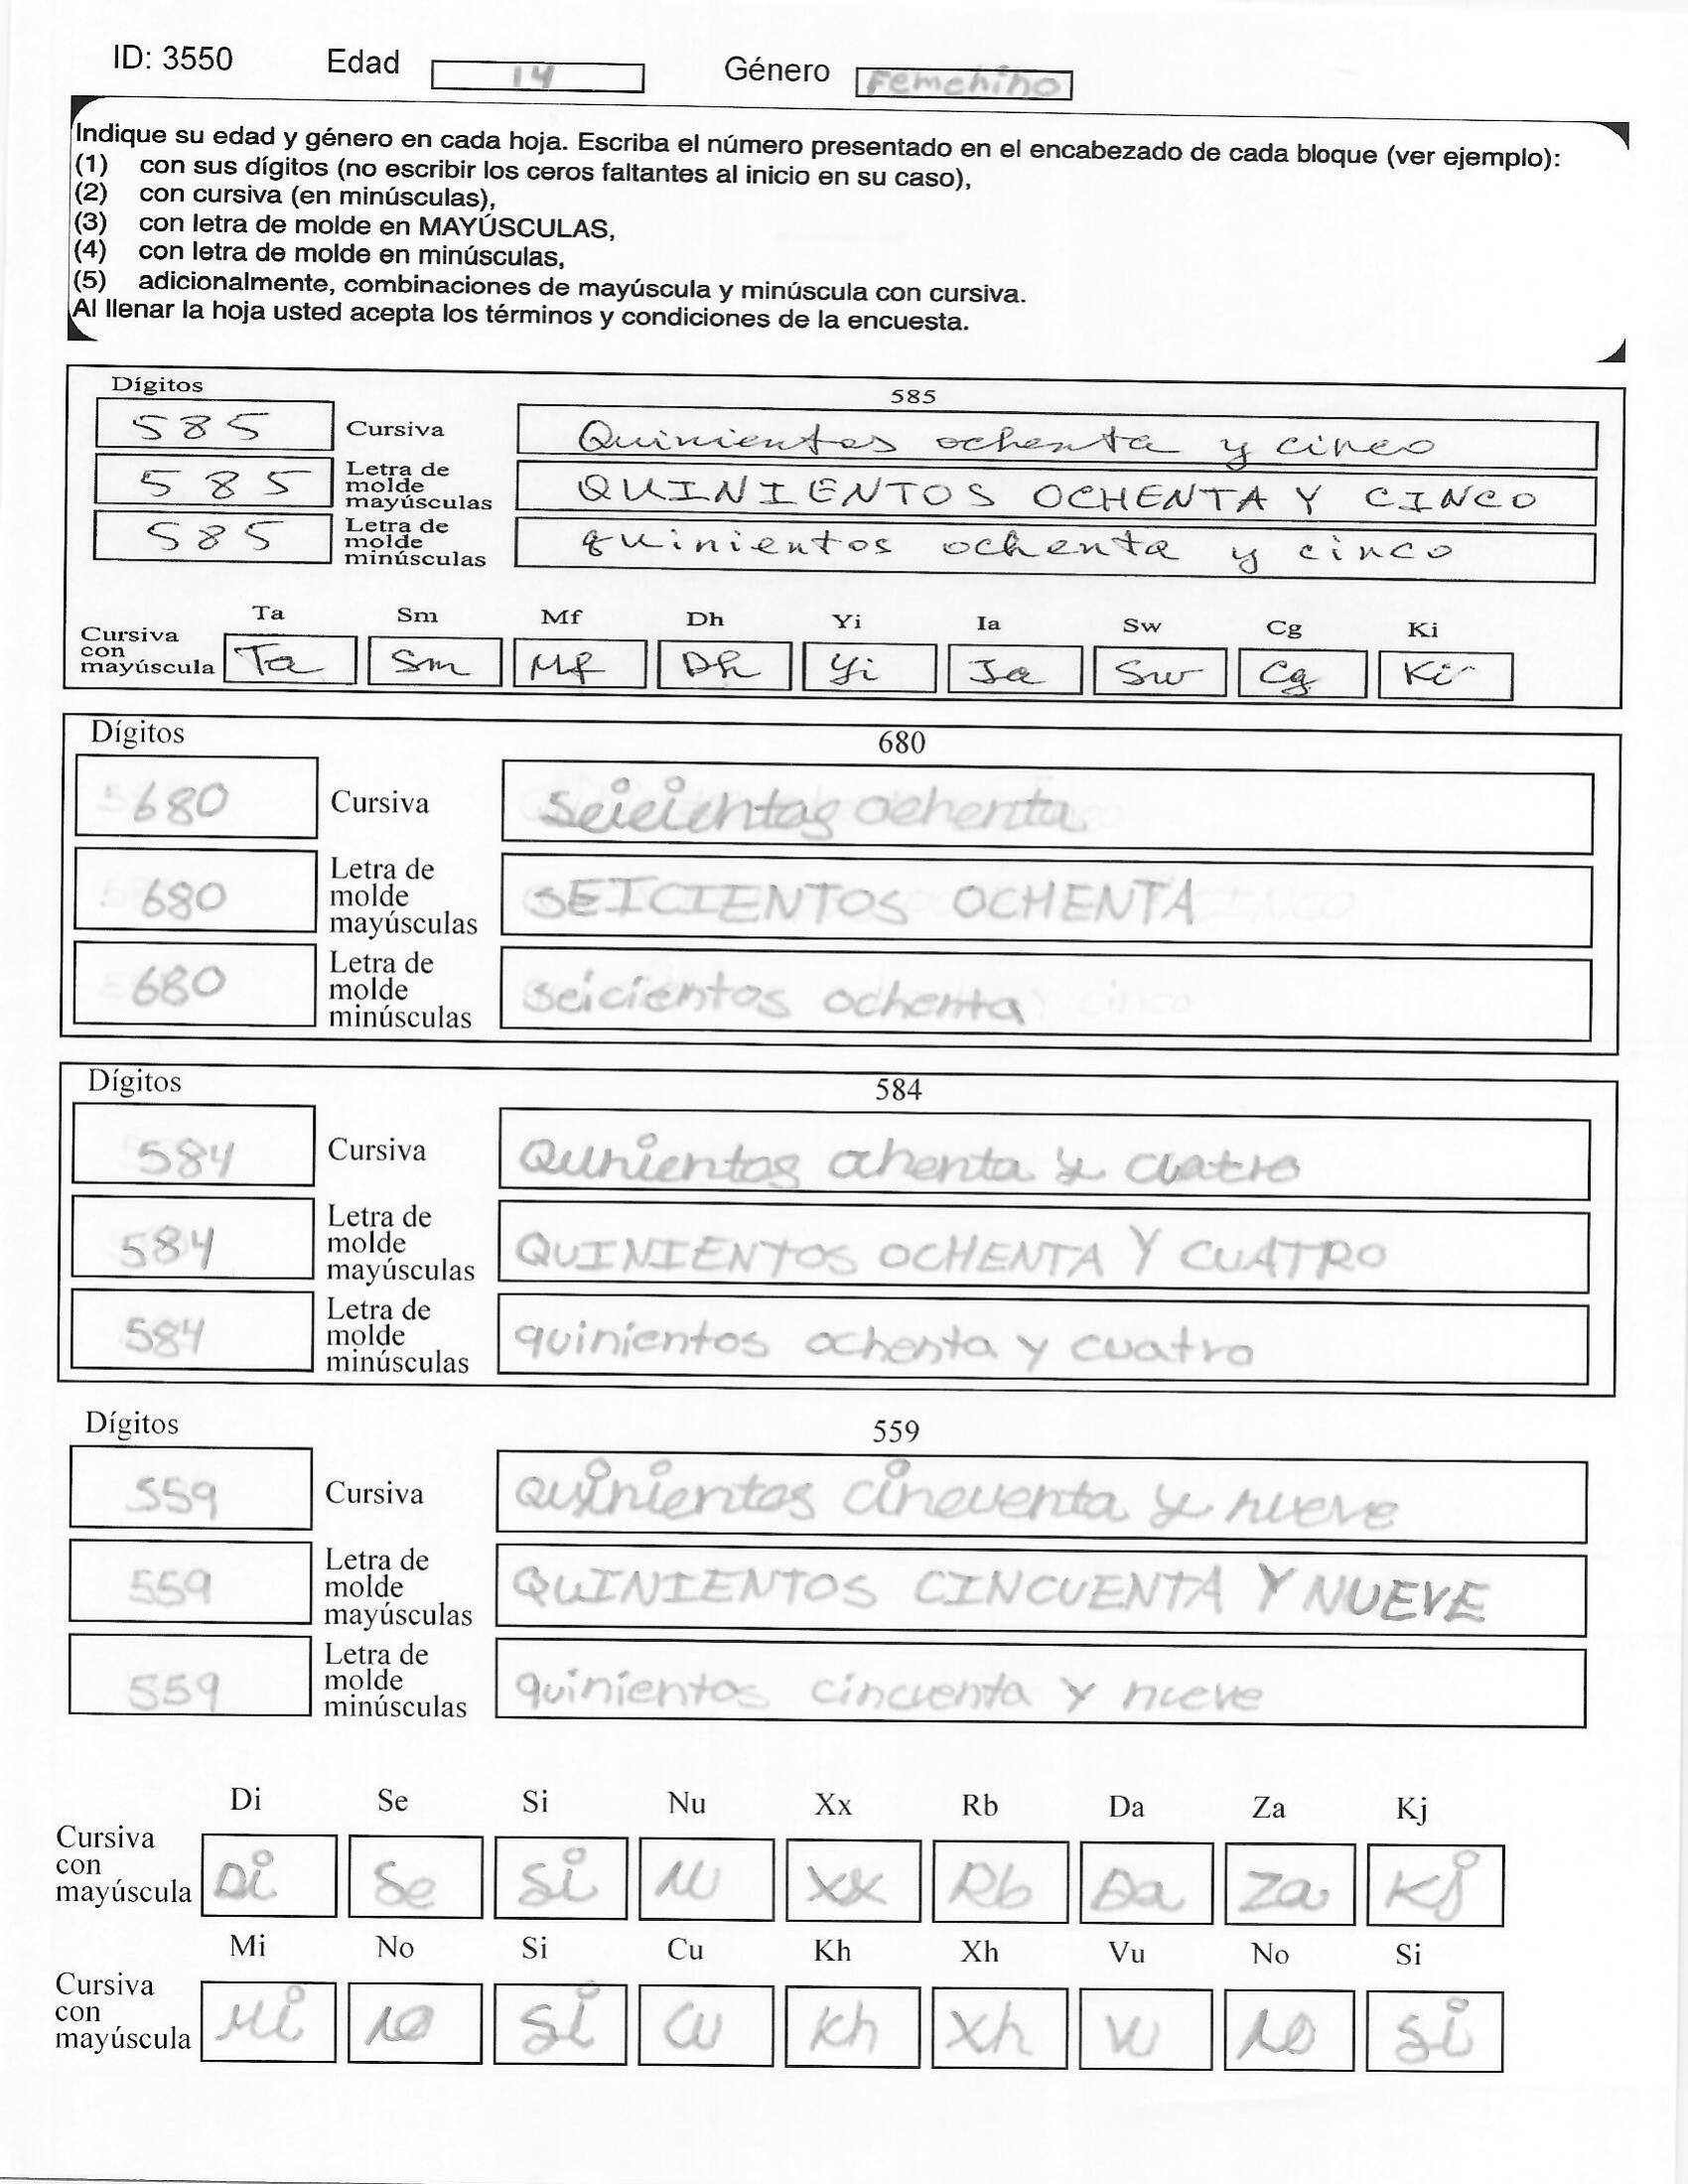 ID: 3550 Edad 14 Género Femenino
Indique su edad y género en cada hoja. Escriba el número presentado en el encabezado de cada bloque (ver ejemplo):
(1) con sus dígitos (no escribir los ceros faltantes al inicio en su caso),
(2) con cursiva (en minúsculas),
(3) con letra de molde en MAYÚSCULAS,
(4) con letra de molde en minúsculas,
(5) adicionalmente, combinaciones de mayúscula y minúscula con cursiva.
Al llenar la hoja usted acepta los términos y condiciones de la encuesta.
Dígitos 585
585 Cursiva Quinientos ochenta y cinco
585 Letra de molde mayúsculas QUINIENTOS OCHENTA Y CINCO
585 Letra de molde minúsculas quinientos ochenta y cinco
Ta Sm Mf Dh Yi Ia Sw Cg Ki
Cursiva con mayúscula Ta Sm Mf Dh Yi Ia Sw Cg Ki
Dígitos 680
680 Cursiva Seicientos ochenta
680 Letra de molde mayúsculas SEICIENTOS OCHENTA
680 Letra de molde minúsculas seicientos ochenta
Dígitos 584
584 Cursiva Qunientos ochenta y cuatro
584 Letra de molde mayúsculas QUINIENTOS OCHENTA Y CUATRO
584 Letra de molde minúsculas quinientos ochenta y cuatro
Dígitos 559
559 Cursiva Quinientos cincuenta y nueve
559 Letra de molde mayúsculas QUINIENTOS CINCUENTA Y NUEVE
559 Letra de molde minúsculas quinientos cincuenta y nueve
Di Se Si Nu Xx Rb Da Za Kj
Cursiva con mayúscula Di Se Si Nu Xx Rb Da Za Kj
Mi No Si Cu Kh Xh Vu No Si
Cursiva con mayúscula Mi No Si Cu Kh Xh Vu No Si